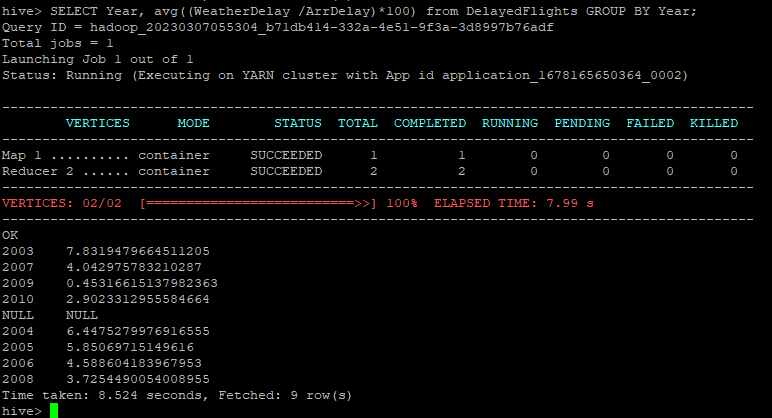 hive> SELECT Year, avg((WeatherDelay /ArrDelay)*100) from DelayedFlights GROUP BY Year;
Query ID = hadoop_20230307055304_b71db414-332a-4e51-9f3a-3d8997b76adf
Total jobs = 1
Launching Job 1 out of 1
Status: Running (Executing on YARN cluster with App id application_1678165650364_0002)
----------------------------------------------------------------------------------------------
VERTICES MODE STATUS TOTAL COMPLETED RUNNING PENDING FAILED KILLED
----------------------------------------------------------------------------------------------
Map 1 .......... container SUCCEEDED 1 1 0 0 0 0
Reducer 2 ...... container SUCCEEDED 2 2 0 0 0 0
----------------------------------------------------------------------------------------------
VERTICES: 02/02 [==========================>>] 100% ELAPSED TIME: 7.99 s
----------------------------------------------------------------------------------------------
OK
2003 7.8319479664511205
2007 4.042975783210287
2009 0.45316615137982363
2010 2.9023312955584664
NULL NULL
2004 6.4475279976916555
2005 5.85069715149616
2006 4.588604183967953
2008 3.7254490054008955
Time taken: 8.524 seconds, Fetched: 9 row(s)
hive>